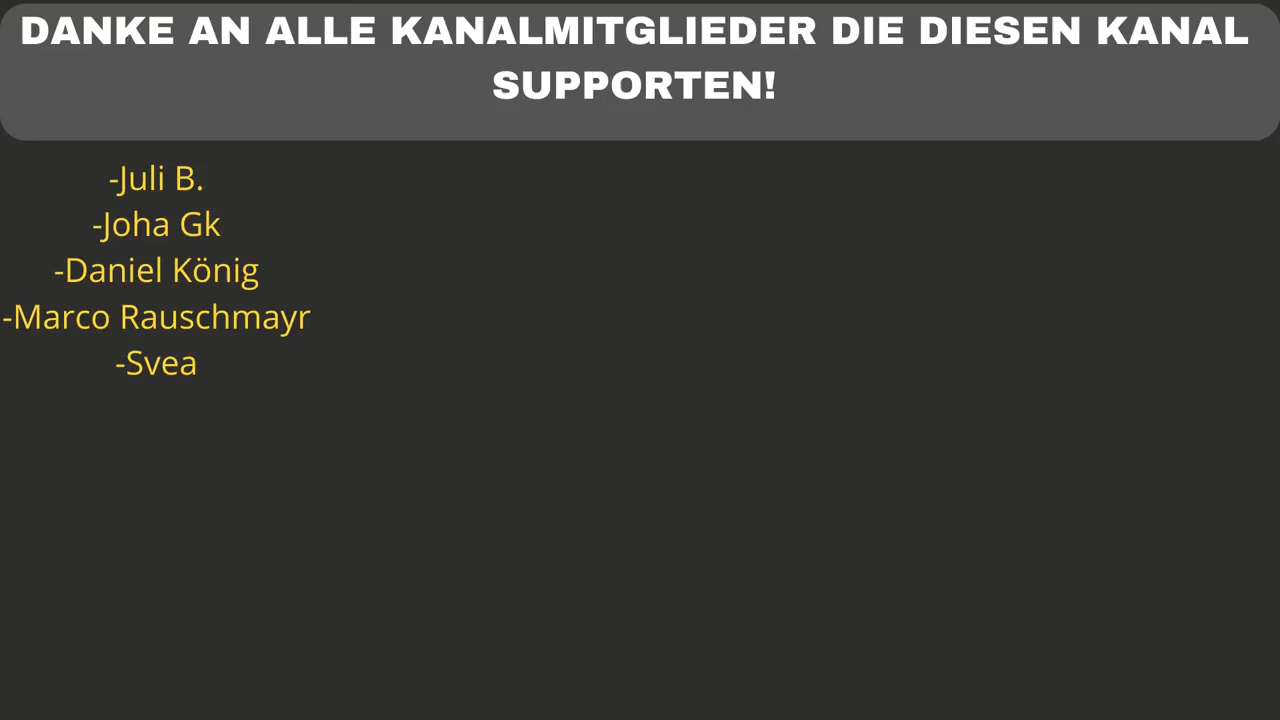 DANKE AN ALLE KANALMITGLIEDER DIE DIESEN KANAL
SUPPORTEN!
-Juli B.
-Joha Gk
-Daniel König
-Marco Rauschmayr
-Svea